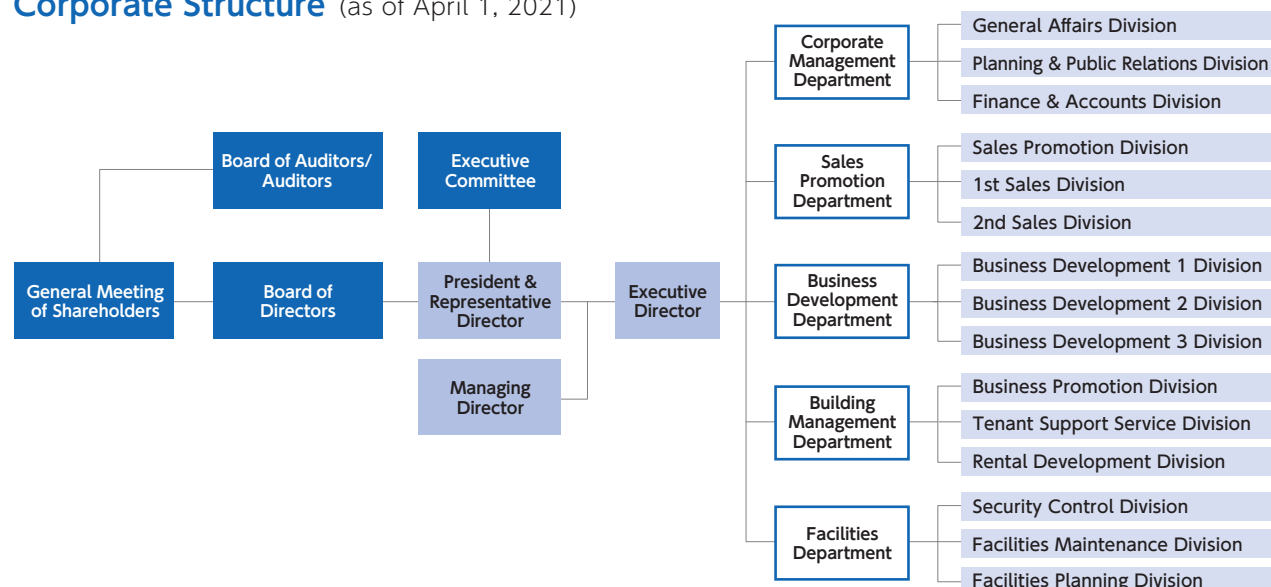 Corporate Structure (as of April 1, 2021)
Board of Auditors/
Auditors
Executive
Committee
General Meeting
of Shareholders
Board of
Directors
President &
Representative
Director
Managing
Director
Executive
Director
Corporate
Management
Department
General Affairs Division
Planning & Public Relations Division
Finance & Accounts Division
Sales
Promotion
Department
Sales Promotion Division
1st Sales Division
2nd Sales Division
Business
Development
Department
Business Development 1 Division
Business Development 2 Division
Business Development 3 Division
Building
Management
Department
Business Promotion Division
Tenant Support Service Division
Rental Development Division
Facilities
Department
Security Control Division
Facilities Maintenance Division
Facilities Planning Division